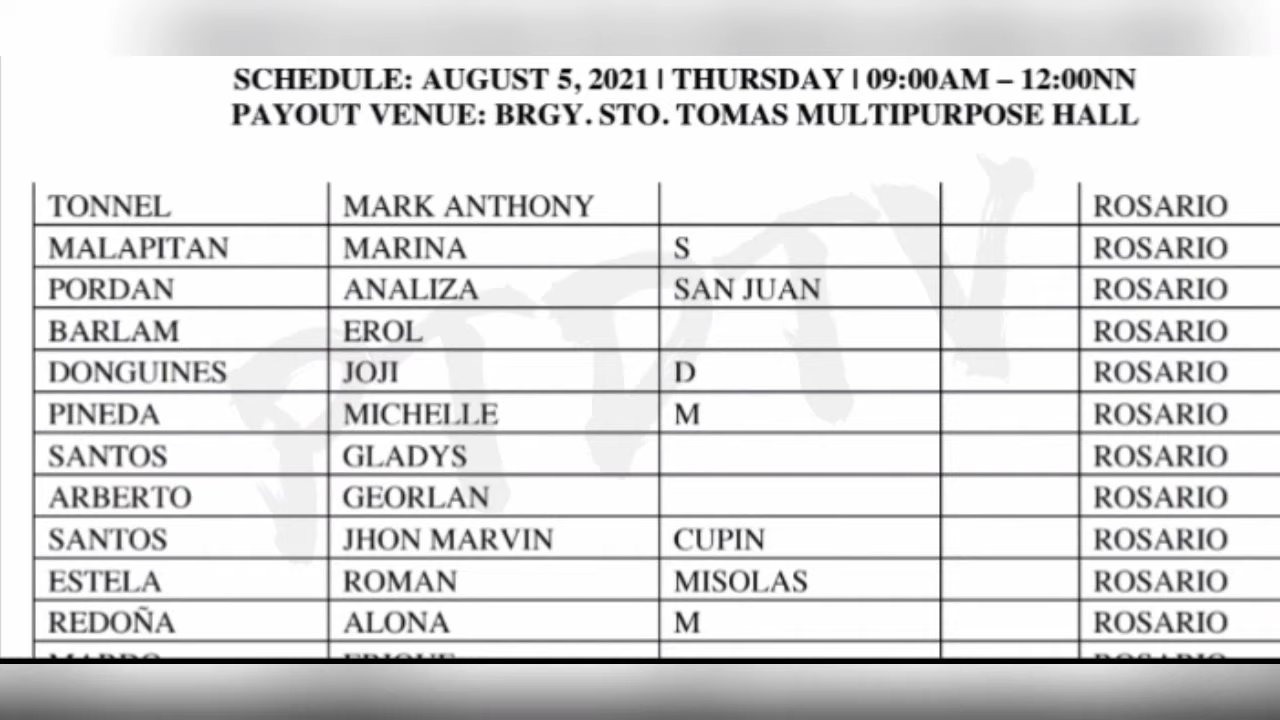 SCHEDULE: AUGUST 5, 2021 | THURSDAY | 09:00AM – 12:00NN
PAYOUT VENUE: BRGY. STO. TOMAS MULTIPURPOSE HALL
TONNEL MARK ANTHONY ROSARIO
MALAPITAN MARINA S ROSARIO
PORDAN ANALIZA SAN JUAN ROSARIO
BARLAM EROL ROSARIO
DONGUINES JOJI D ROSARIO
PINEDA MICHELLE M ROSARIO
SANTOS GLADYS ROSARIO
ARBERTO GEORLAN ROSARIO
SANTOS JHON MARVIN CUPIN ROSARIO
ESTELA ROMAN MISOLAS ROSARIO
REDOÑA ALONA M ROSARIO